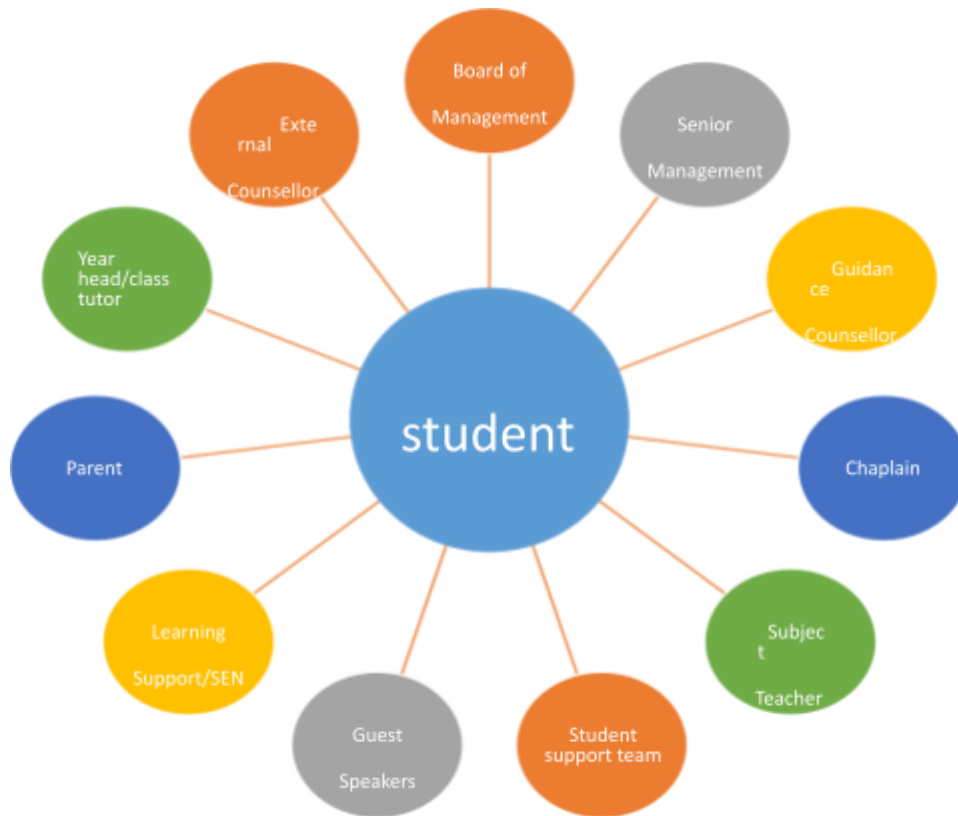 Board of
Management
Senior
Management
Guidan
ce
Counsellor
Chaplain
Subjec
t
Teacher
Student
support team
Guest
Speakers
Learning
Support/SEN
Parent
Year
head/class
tutor
Exte
rnal
Counsellor
student